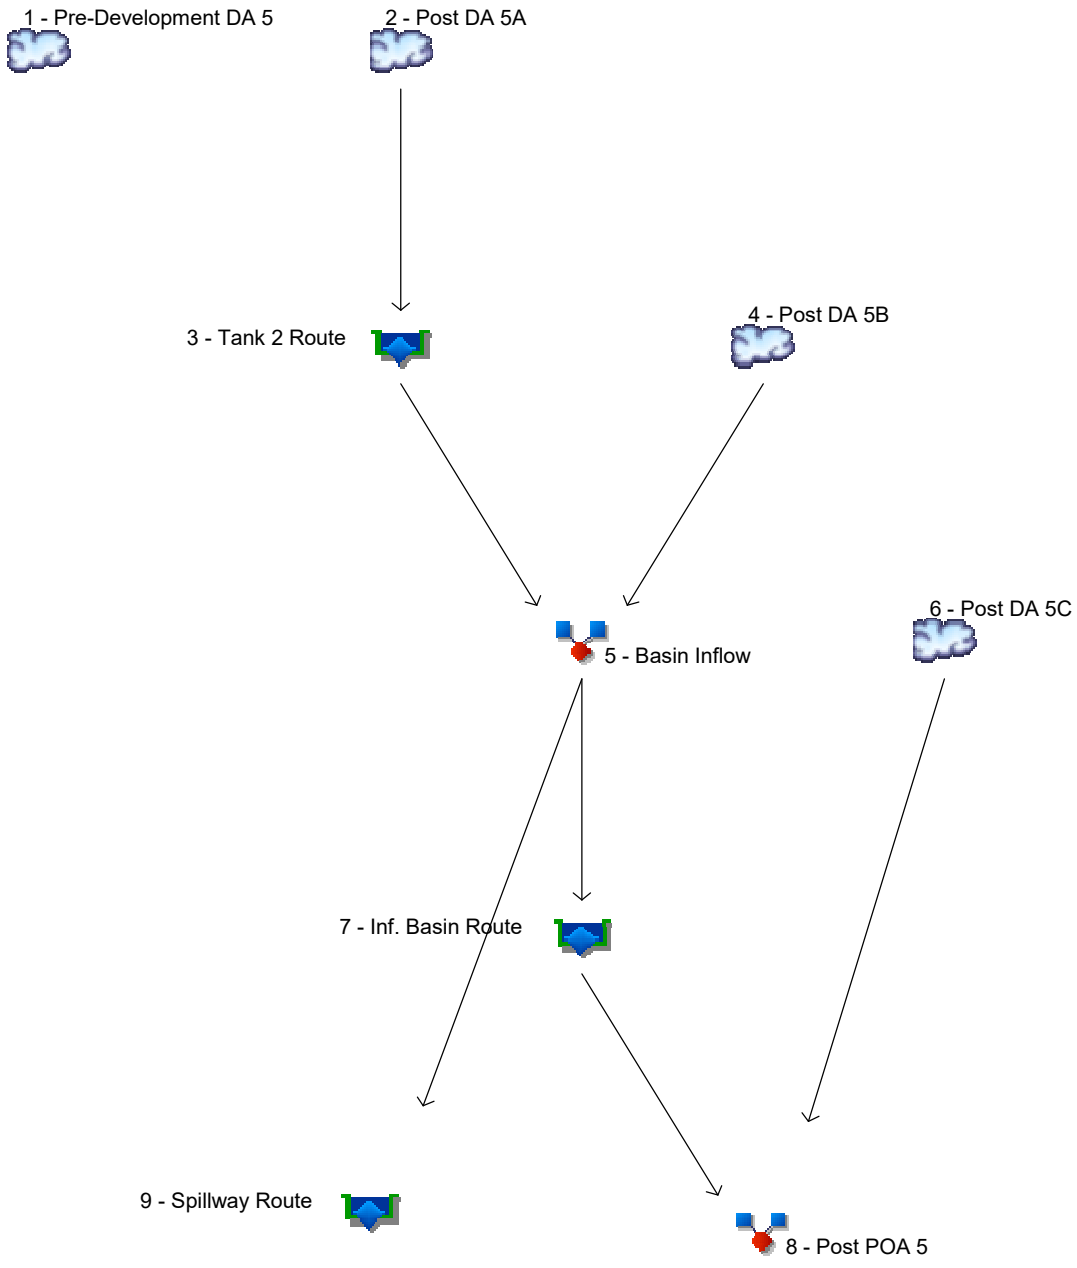 1 - Pre-Development DA 5
2 - Post DA 5A
3 - Tank 2 Route
4 - Post DA 5B
5 - Basin Inflow
6 - Post DA 5C
7 - Inf. Basin Route
8 - Post POA 5
9 - Spillway Route